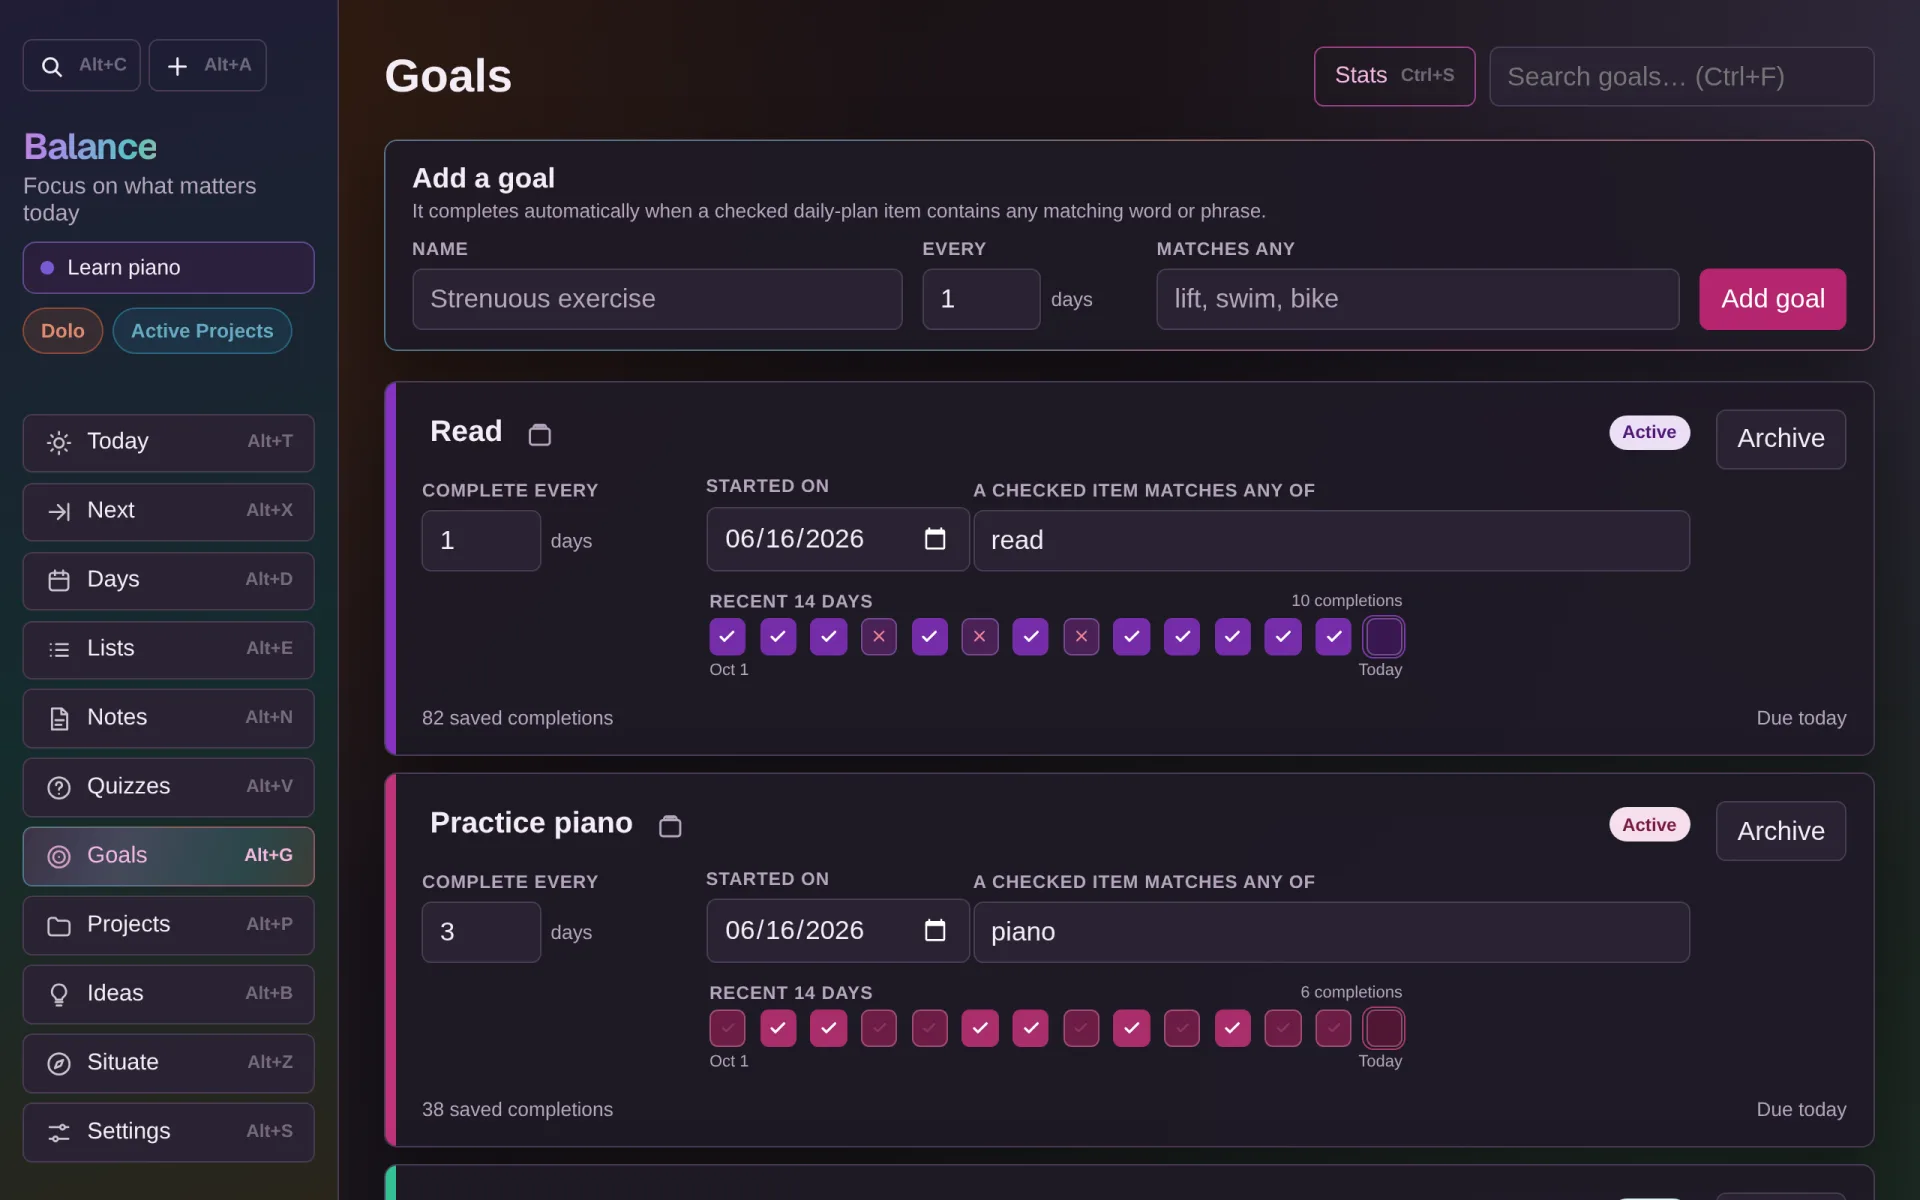 Alt+C
Alt+A
Balance
Focus on what matters
today
Learn piano
Dolo
Active Projects
Today Alt+T
Next Alt+X
Days Alt+D
Lists Alt+E
Notes Alt+N
Quizzes Alt+V
Goals Alt+G
Projects Alt+P
Ideas Alt+B
Situate Alt+Z
Settings Alt+S
Goals
Stats Ctrl+S
Search goals… (Ctrl+F)
Add a goal
It completes automatically when a checked daily-plan item contains any matching word or phrase.
NAME EVERY MATCHES ANY
Strenuous exercise 1 days lift, swim, bike Add goal
Read Active Archive
COMPLETE EVERY STARTED ON A CHECKED ITEM MATCHES ANY OF
1 days 06/16/2026 read
RECENT 14 DAYS 10 completions
Oct 1 Today
82 saved completions Due today
Practice piano Active Archive
COMPLETE EVERY STARTED ON A CHECKED ITEM MATCHES ANY OF
3 days 06/16/2026 piano
RECENT 14 DAYS 6 completions
Oct 1 Today
38 saved completions Due today